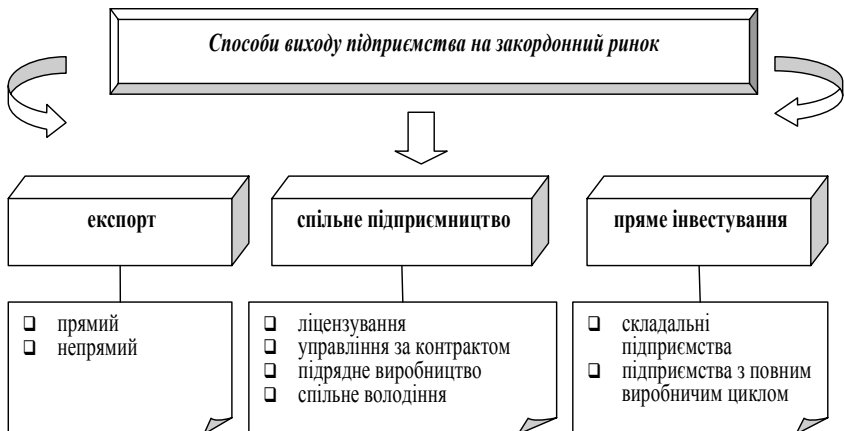 Способи виходу підприємства на закордонний ринок
експорт
спільне підприємництво
пряме інвестування
❑ прямий
❑ непрямий
❑ ліцензування
❑ управління за контрактом
❑ підрядне виробництво
❑ спільне володіння
❑ складальні
підприємства
❑ підприємства з повним
виробничим циклом